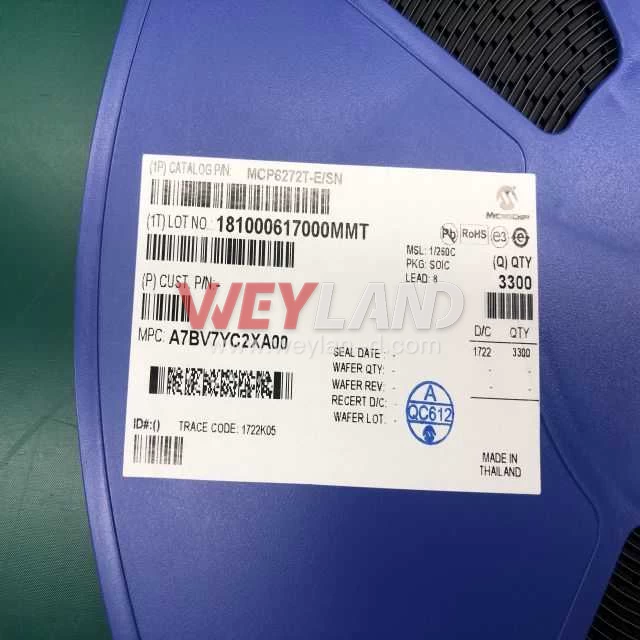 (1P) CATALOG P/N: MCP6272T-E/SN
MICROCHIP
(1T) LOT NO.: 181000617000MMT
Pb RoHS e3
MSL: 1/260C
PKG: SOIC
LEAD: 8
(Q) QTY
3300
(P) CUST. P/N:-
WEYLAND
www.weyland-d.com
MPC: A7BV7YC2XA00
D/C QTY
1722 3300
SEAL DATE: -
WAFER QTY: -
WAFER REV: -
RECERT D/C: -
WAFER LOT: -
A
QC612
ID#:() TRACE CODE: 1722K05
MADE IN
THAILAND